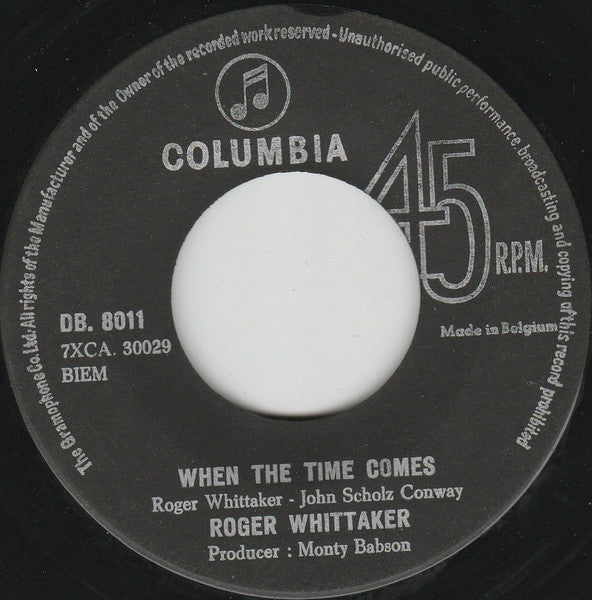 The Gramophone Co. Ltd. All rights of the Manufacturer and of the Owner of the recorded work reserved - Unauthorised public performance, broadcasting and copying of this record prohibited
COLUMBIA
45
R.P.M.
DB. 8011
7XCA. 30029
BIEM
Made in Belgium
WHEN THE TIME COMES
Roger Whittaker - John Scholz Conway
ROGER WHITTAKER
Producer : Monty Babson